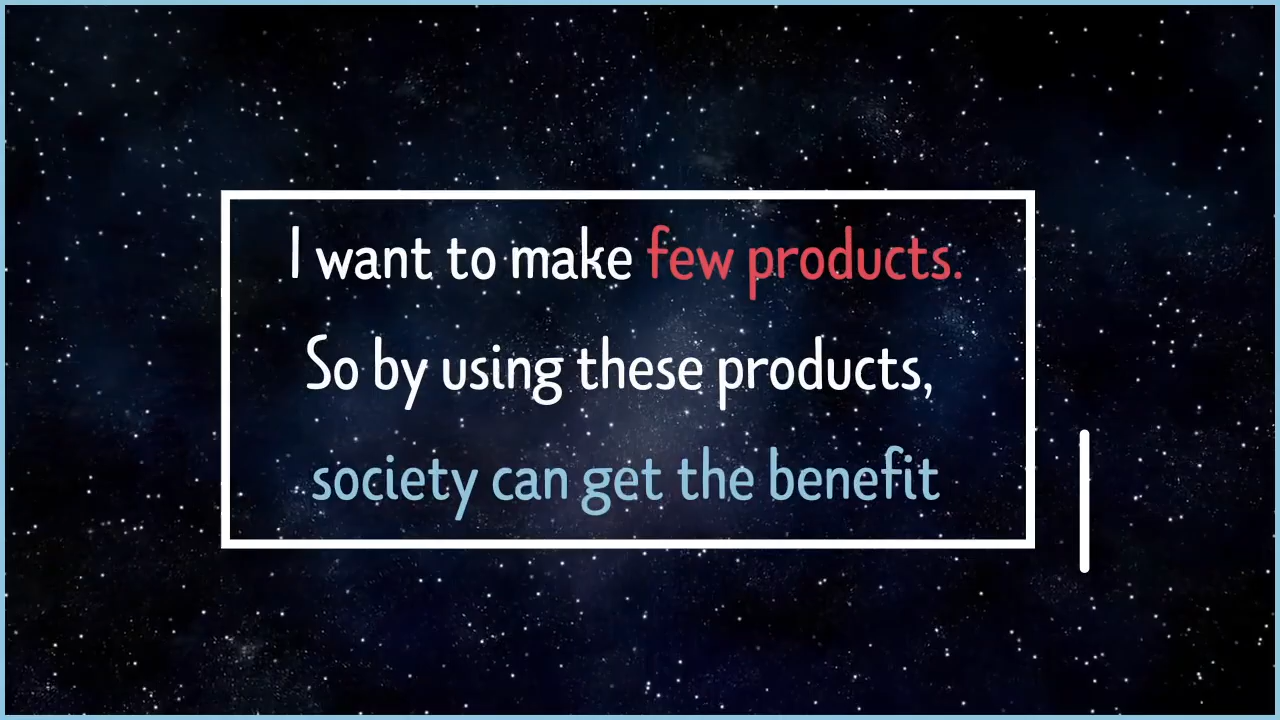 I want to make few products.
So by using these products,
society can get the benefit